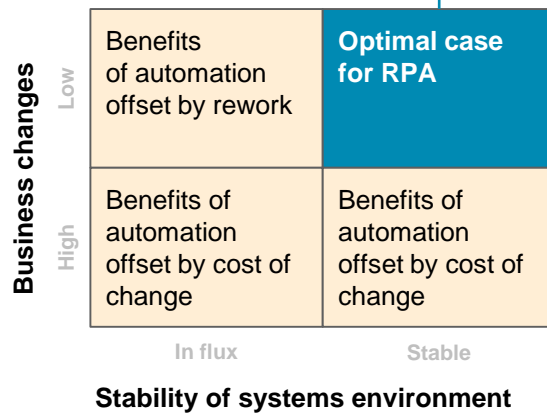 Benefits
of automation
offset by rework
Optimal case
for RPA
Low
Business changes
High
Benefits of
automation
offset by cost of
change
Benefits of
automation
offset by cost of
change
In flux
Stable
Stability of systems environment